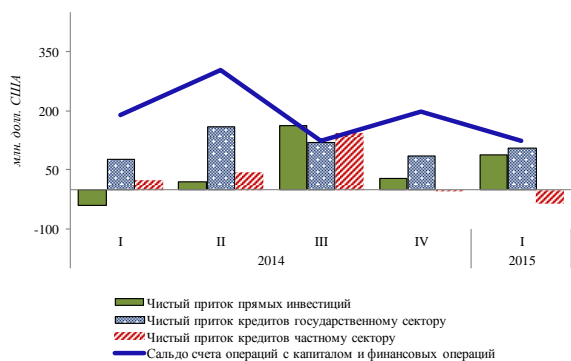 млн. долл. США
350
200
50
-100
I II III IV I
2014 2015
Чистый приток прямых инвестиций
Чистый приток кредитов государственному сектору
Чистый приток кредитов частному сектору
Сальдо счета операций с капиталом и финансовых операций